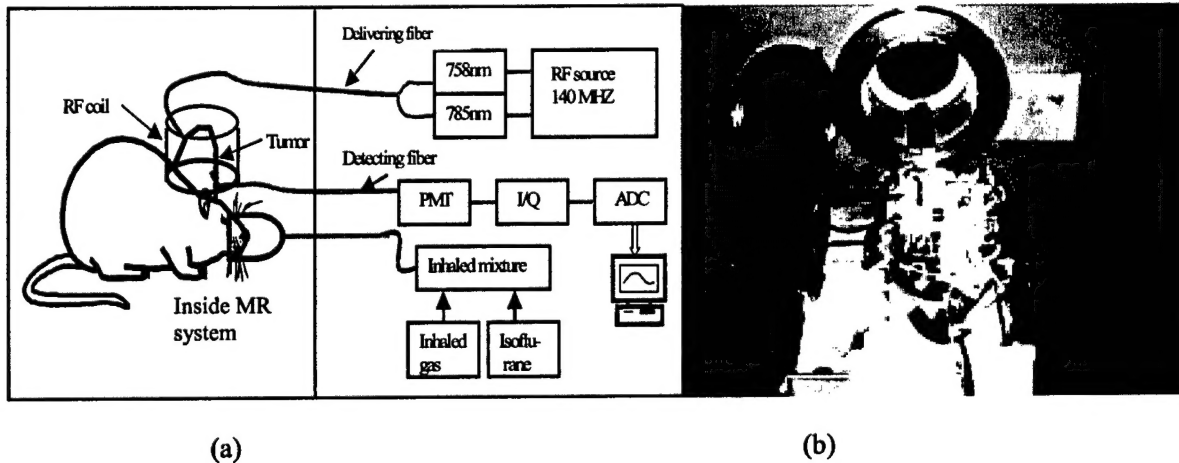 Delivering fiber
758nm
785nm
RF source
140 MHZ
RF coil
Tumor
Detecting fiber
PMT
I/Q
ADC
Inhaled mixture
Inside MR
system
Inhaled
gas
Isoflu-
rane
(a)
(b)